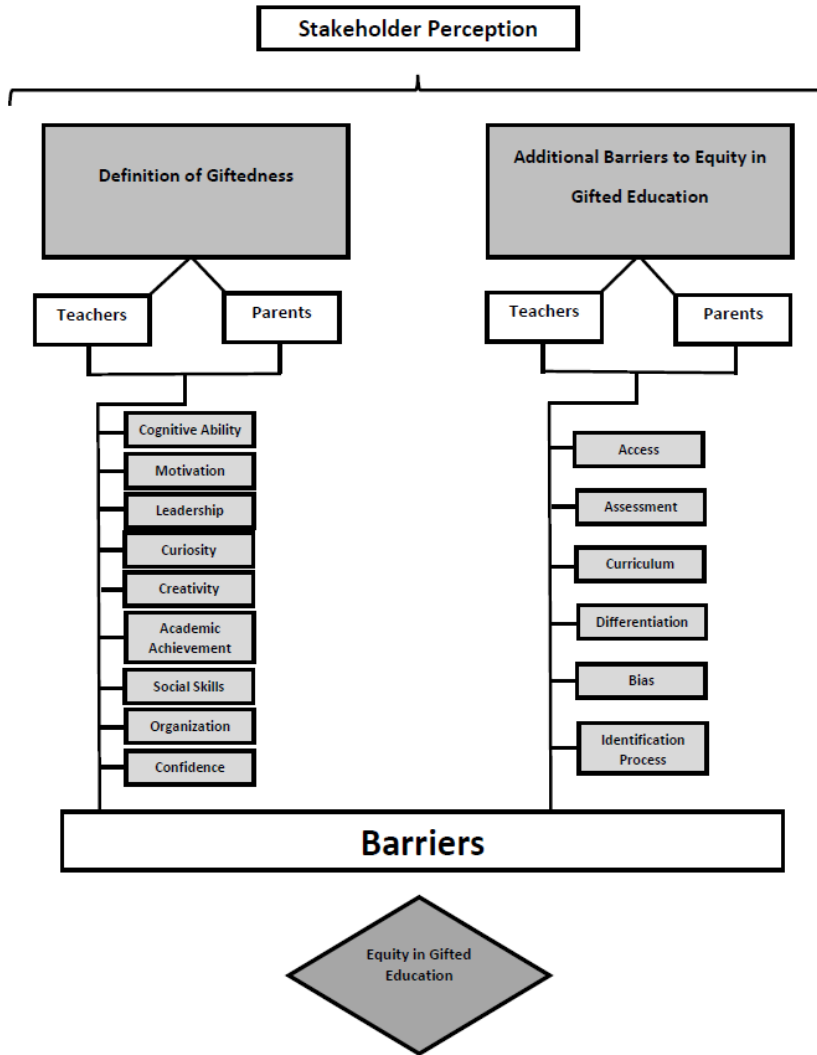 Stakeholder Perception
Definition of Giftedness
Teachers
Parents
Cognitive Ability
Motivation
Leadership
Curiosity
Creativity
Academic
Achievement
Social Skills
Organization
Confidence
Additional Barriers to Equity in
Gifted Education
Teachers
Parents
Access
Assessment
Curriculum
Differentiation
Bias
Identification
Process
Barriers
Equity in Gifted
Education